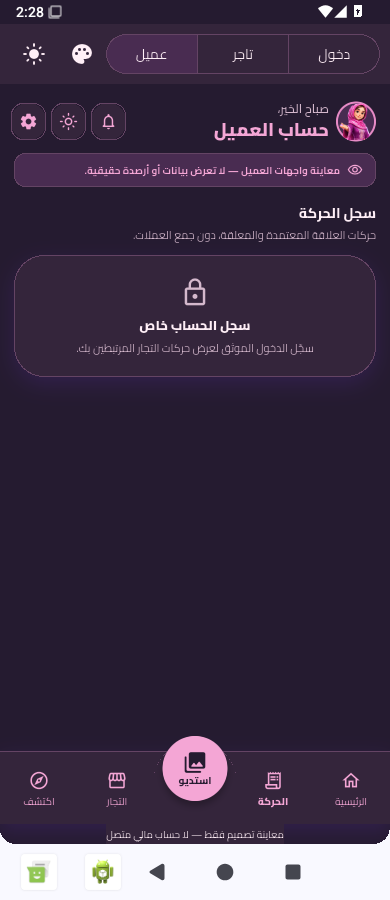 2:28
دخول
تاجر
عميل
صباح الخير،
حساب العميل
معاينة واجهات العميل — لا تعرض بيانات أو أرصدة حقيقية.
سجل الحركة
حركات العلاقة المعتمدة والمعلقة، دون جمع العملات.
سجل الحساب خاص
سجّل الدخول الموثق لعرض حركات التجار المرتبطين بك.
الرئيسية
الحركة
استديو
التجار
اكتشف
معاينة تصميم فقط — لا حساب مالي متصل